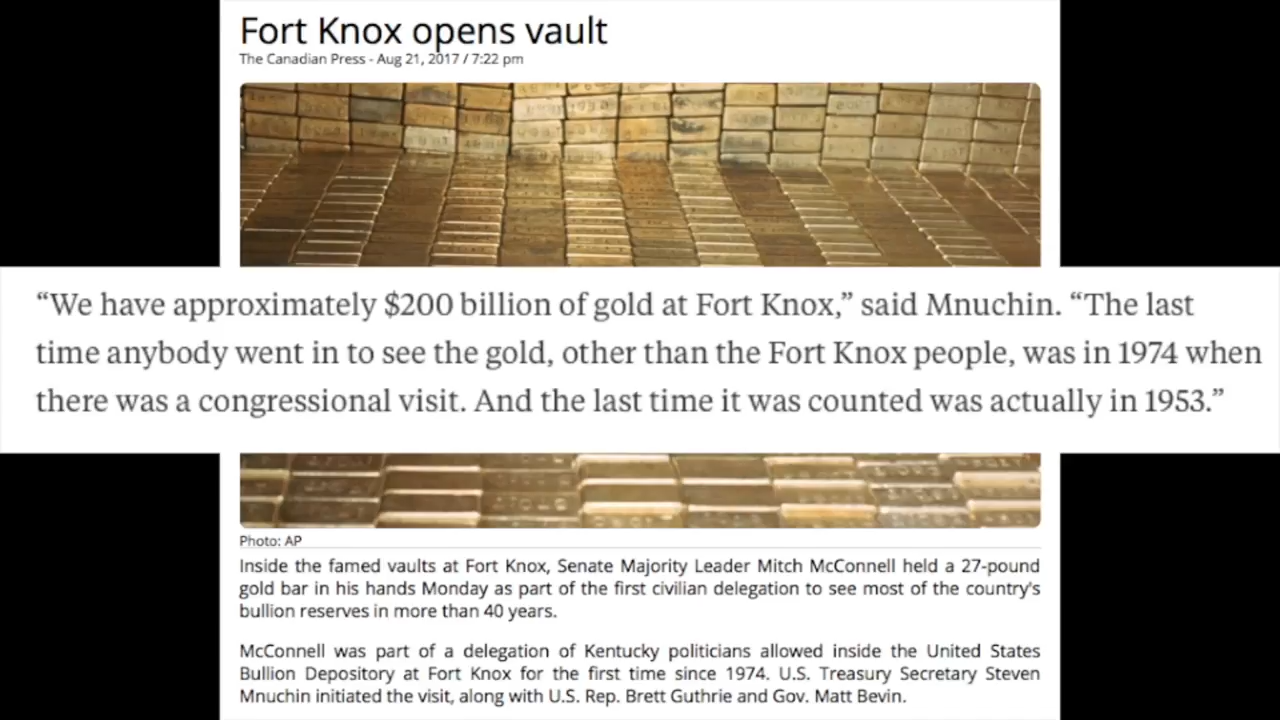 Fort Knox opens vault
The Canadian Press - Aug 21, 2017 / 7:22 pm
“We have approximately $200 billion of gold at Fort Knox,” said Mnuchin. “The last
time anybody went in to see the gold, other than the Fort Knox people, was in 1974 when
there was a congressional visit. And the last time it was counted was actually in 1953.”
Photo: AP
Inside the famed vaults at Fort Knox, Senate Majority Leader Mitch McConnell held a 27-pound
gold bar in his hands Monday as part of the first civilian delegation to see most of the country's
bullion reserves in more than 40 years.
McConnell was part of a delegation of Kentucky politicians allowed inside the United States
Bullion Depository at Fort Knox for the first time since 1974. U.S. Treasury Secretary Steven
Mnuchin initiated the visit, along with U.S. Rep. Brett Guthrie and Gov. Matt Bevin.